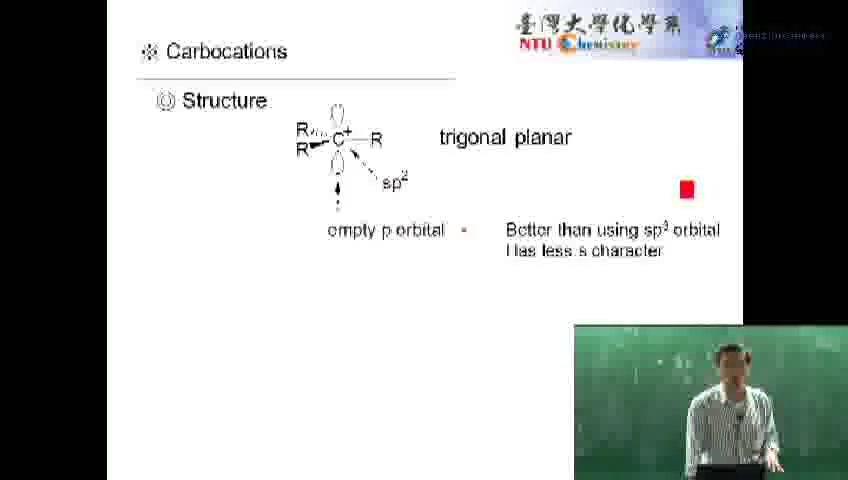 臺灣大學化學系
NTU Chemistry
※ Carbocations
◎ Structure
R
R
C+
R
trigonal planar
sp2
empty p orbital
Better than using sp3 orbital
Has less s character